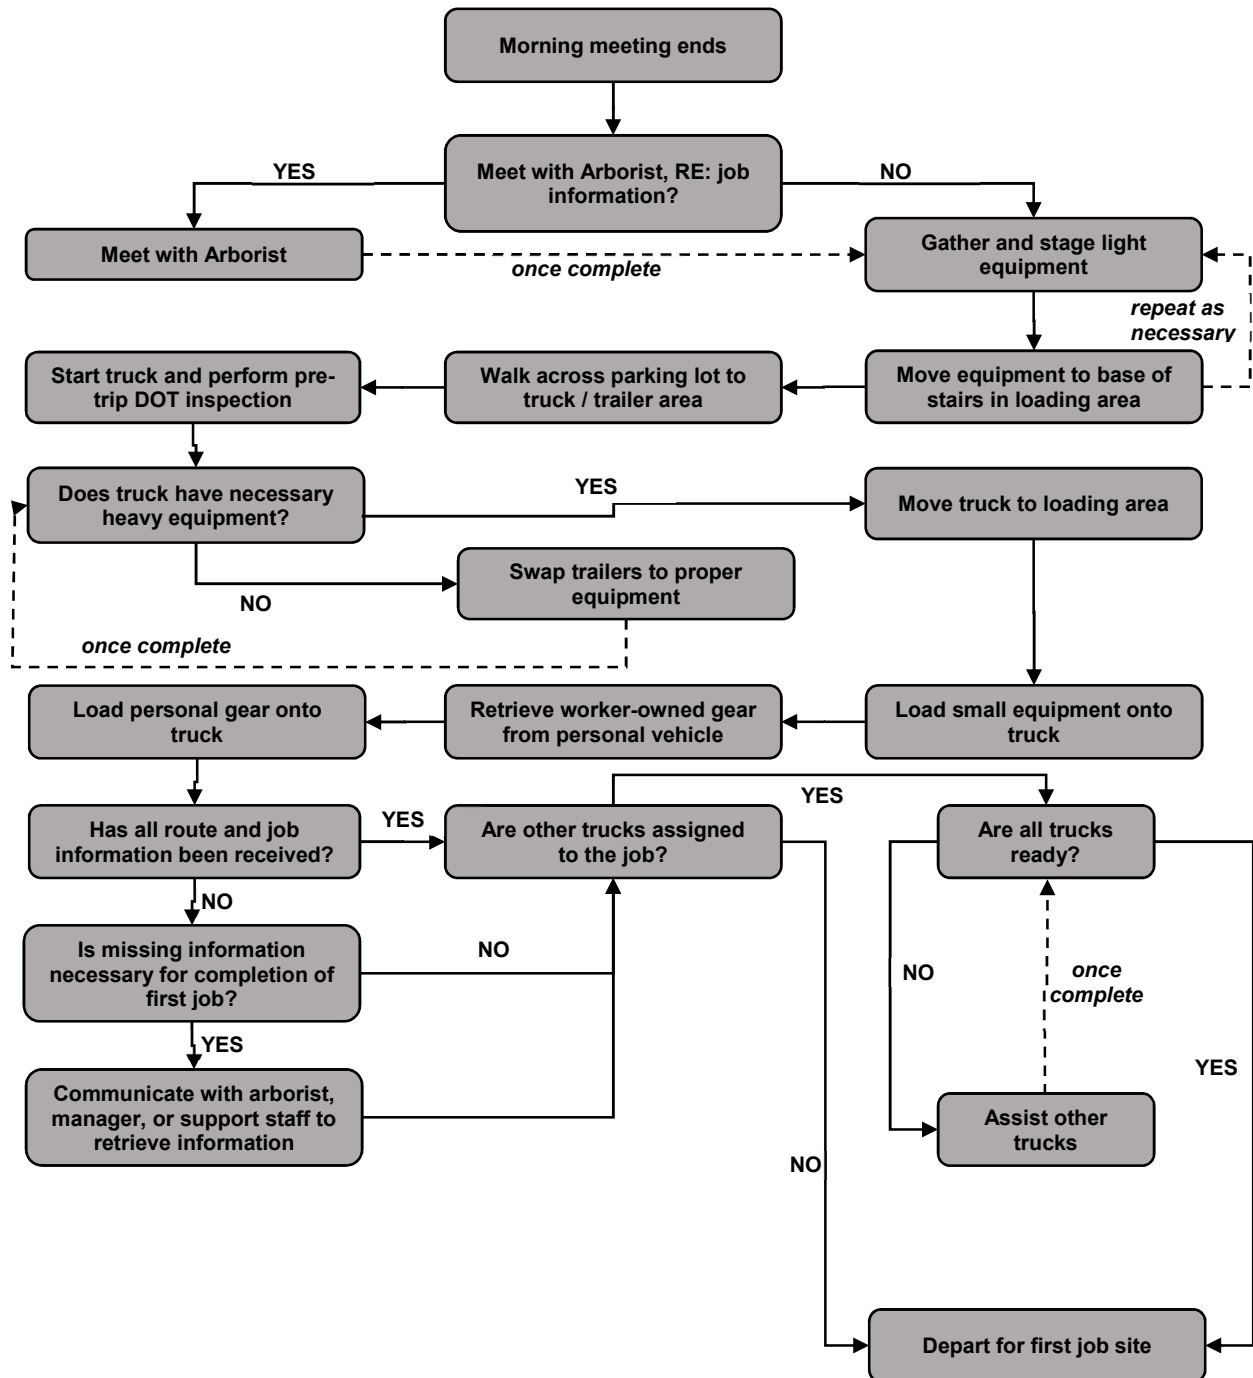 Morning meeting ends
YES
Meet with Arborist, RE: job
information?
NO
Meet with Arborist
once complete
Gather and stage light
equipment
repeat as
necessary
Start truck and perform pre-
trip DOT inspection
Walk across parking lot to
truck / trailer area
Move equipment to base of
stairs in loading area
Does truck have necessary
heavy equipment?
YES
Move truck to loading area
NO
Swap trailers to proper
equipment
once complete
Load personal gear onto
truck
Retrieve worker-owned gear
from personal vehicle
Load small equipment onto
truck
YES
Has all route and job
information been received?
YES
Are other trucks assigned
to the job?
Are all trucks
ready?
NO
Is missing information
necessary for completion of
first job?
NO
NO
once
complete
YES
YES
Communicate with arborist,
manager, or support staff to
retrieve information
Assist other
trucks
NO
Depart for first job site